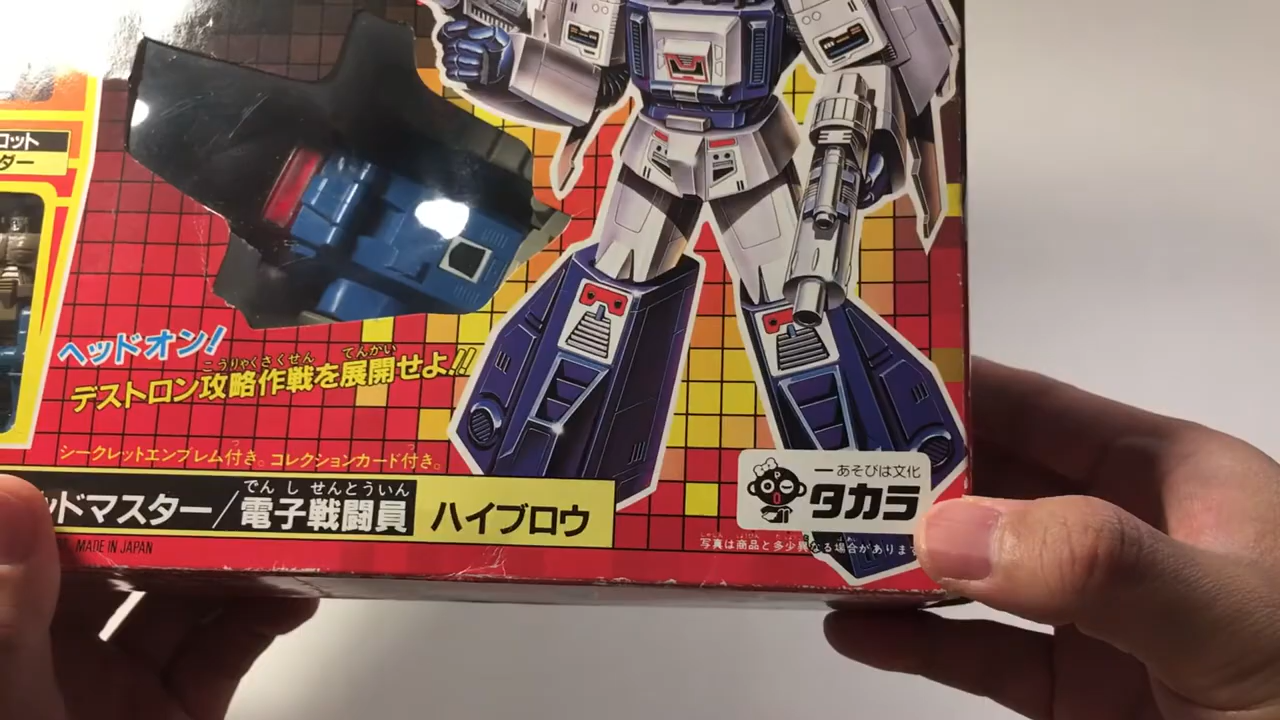 ロット
ダー
ヘッドオン!
こうりゃくさくせん てんかい
デストロン攻略作戦を展開せよ!!
シークレットエンブレム付き。コレクションカード付き。
でん し せんとういん
ッドマスター/電子戦闘員 ハイブロウ
MADE IN JAPAN
ーあそびは文化
タカラ
写真は商品と多少異なる場合があります